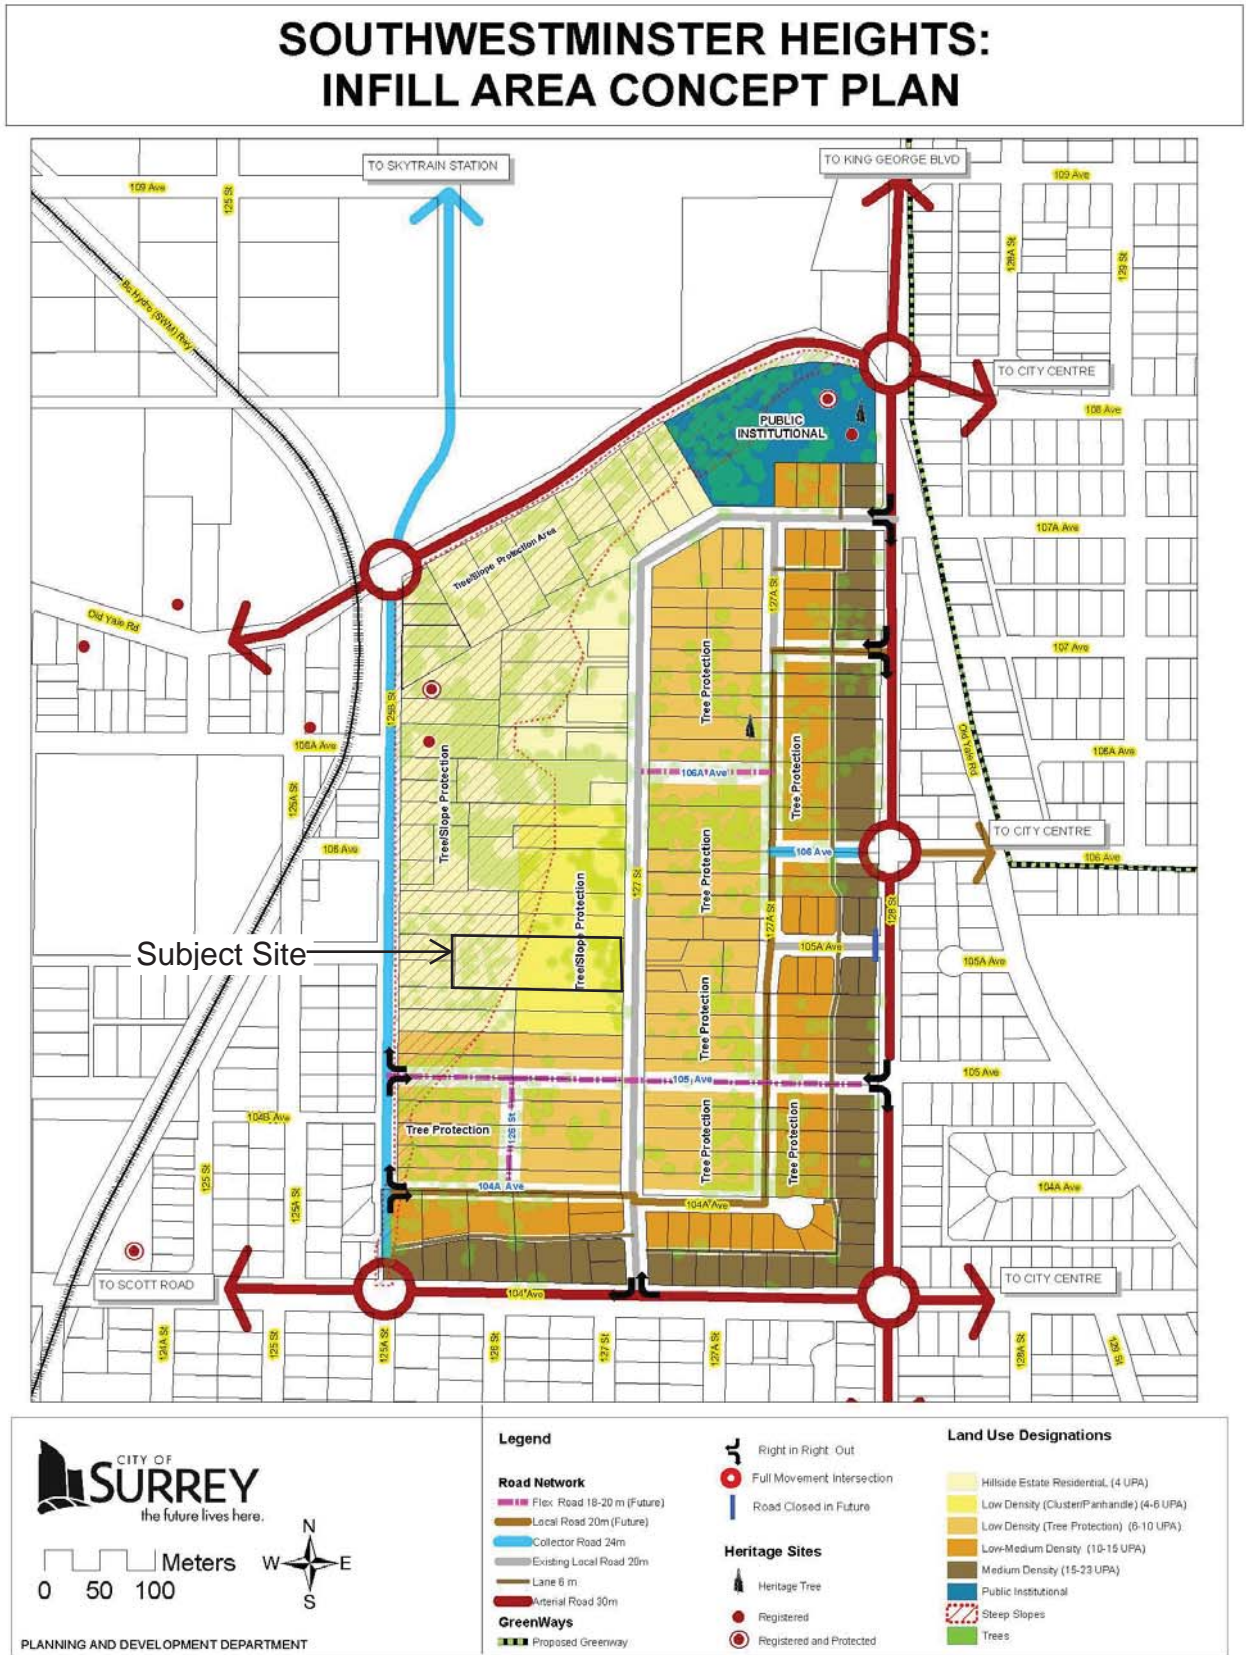 SOUTHWESTMINSTER HEIGHTS:
INFILL AREA CONCEPT PLAN
TO SKYTRAIN STATION
TO KING GEORGE BLVD
109 Ave
125 St
109 Ave
128A St
129 St
Bc Hydro (SWM) Rwy
TO CITY CENTRE
108 Ave
PUBLIC
INSTITUTIONAL
107A Ave
Tree/Slope Protection Area
127A St
Old Yale Rd
107 Ave
Tree Protection
125B St
Old Yale Rd
106A Ave
106A Ave
106A Ave
Tree Protection
Tree/Slope Protection
125A St
106 Ave
106 Ave
TO CITY CENTRE
106 Ave
Tree Protection
127 St
Tree/Slope Protection
127A St
128 St
Subject Site
105A Ave
105A Ave
Tree Protection
105 Ave
105 Ave
104B Ave
Tree Protection
126 St
Tree Protection
Tree Protection
125 St
125A St
104A Ave
104A Ave
104A Ave
TO SCOTT ROAD
104 Ave
TO CITY CENTRE
124A St
125 St
125A St
126 St
127 St
127A St
128A St
129 St
CITY OF
SURREY
the future lives here.
Meters
0 50 100
N
W E
S
PLANNING AND DEVELOPMENT DEPARTMENT
Legend
Road Network
Flex Road 18-20 m (Future)
Local Road 20m (Future)
Collector Road 24m
Existing Local Road 20m
Lane 6 m
Arterial Road 30m
GreenWays
Proposed Greenway
Right in Right Out
Full Movement Intersection
Road Closed in Future
Heritage Sites
Heritage Tree
Registered
Registered and Protected
Land Use Designations
Hillside Estate Residential, (4 UPA)
Low Density (Cluster/Panhandle) (4-6 UPA)
Low Density (Tree Protection) (6-10 UPA)
Low-Medium Density (10-15 UPA)
Medium Density (15-23 UPA)
Public Institutional
Steep Slopes
Trees